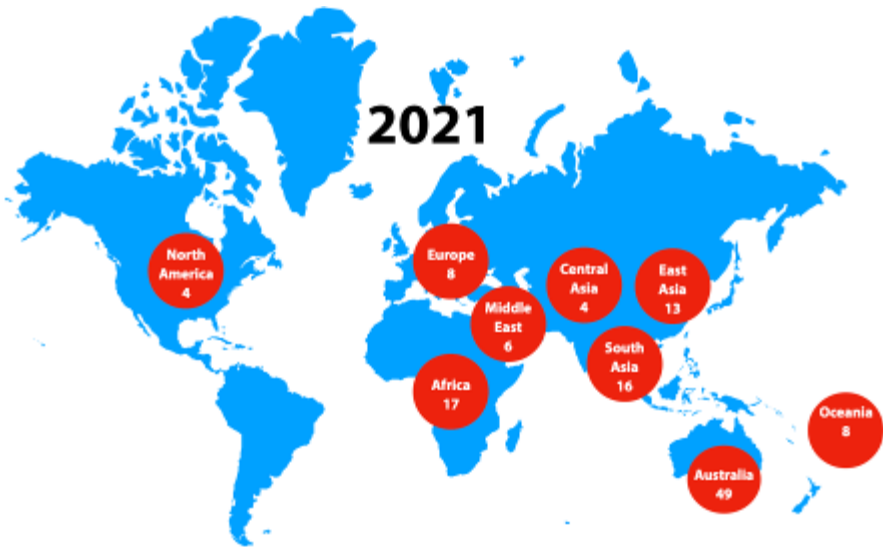 2021
North
America
4
Europe
8
Middle
East
6
Central
Asia
4
East
Asia
13
South
Asia
16
Africa
17
Oceania
8
Australia
49